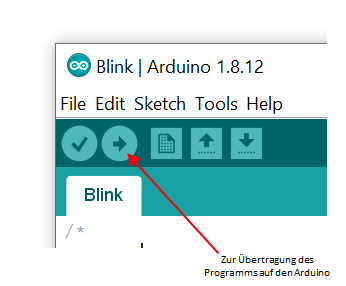 Blink | Arduino 1.8.12
File Edit Sketch Tools Help
Blink
/*
Zur Übertragung des
Programms auf den Arduino